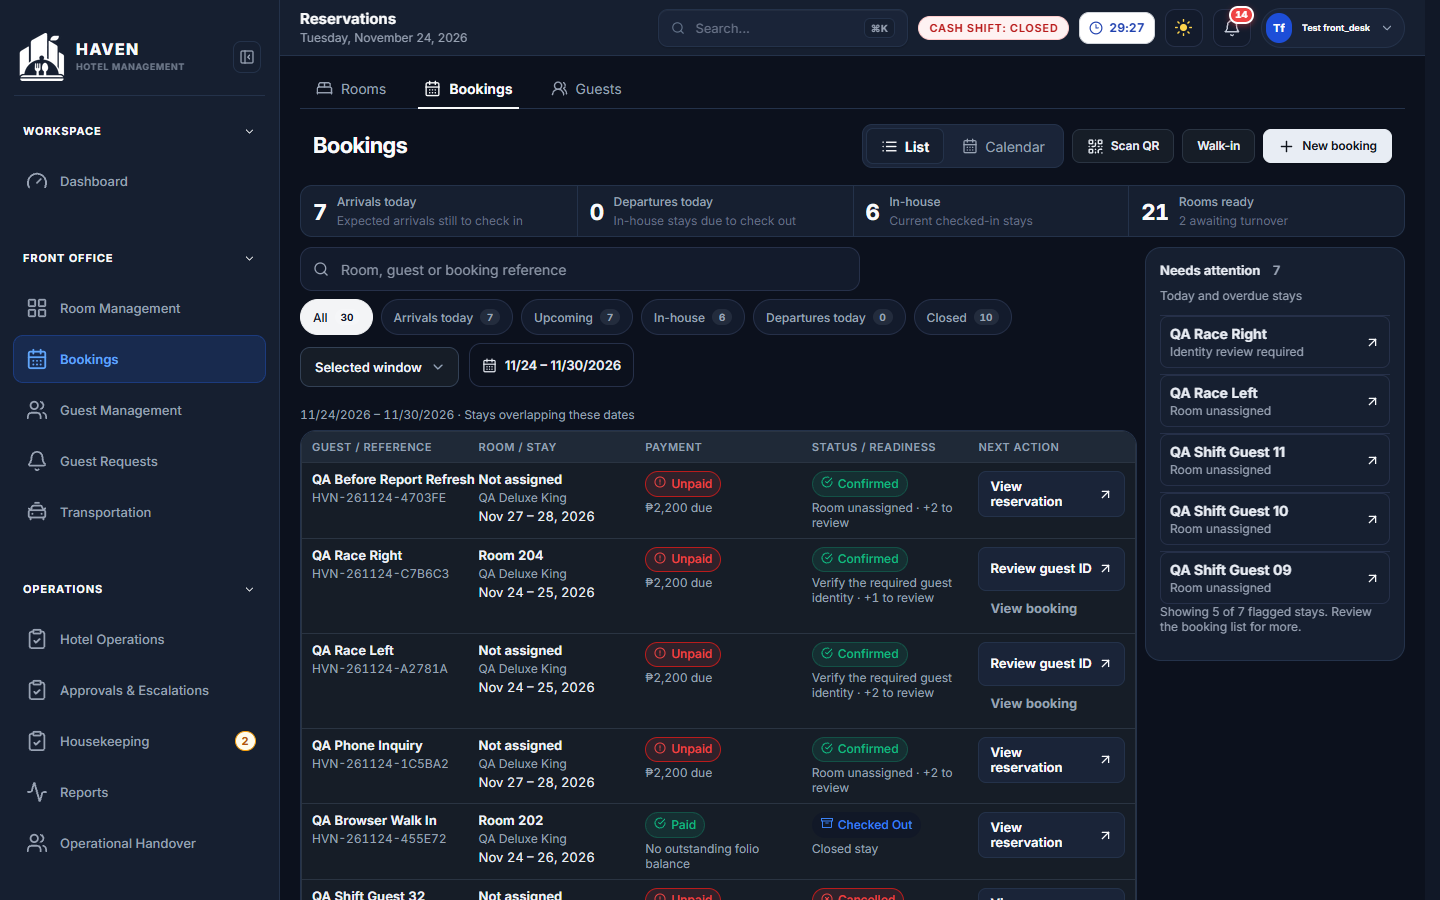 HAVEN
HOTEL MANAGEMENT
WORKSPACE
Dashboard
FRONT OFFICE
Room Management
Bookings
Guest Management
Guest Requests
Transportation
OPERATIONS
Hotel Operations
Approvals & Escalations
Housekeeping 2
Reports
Operational Handover
Reservations
Tuesday, November 24, 2026
Search... ⌘K
CASH SHIFT: CLOSED
29:27
14
Tf Test front_desk
Rooms Bookings Guests
Bookings
List Calendar
Scan QR
Walk-in
New booking
7 Arrivals today
Expected arrivals still to check in
0 Departures today
In-house stays due to check out
6 In-house
Current checked-in stays
21 Rooms ready
2 awaiting turnover
Room, guest or booking reference
All 30 Arrivals today 7 Upcoming 7 In-house 6 Departures today 0 Closed 10
Selected window 11/24 – 11/30/2026
11/24/2026 – 11/30/2026 · Stays overlapping these dates
GUEST / REFERENCE ROOM / STAY PAYMENT STATUS / READINESS NEXT ACTION
QA Before Report Refresh
HVN-261124-4703FE
Not assigned
QA Deluxe King
Nov 27 – 28, 2026
Unpaid
₱2,200 due
Confirmed
Room unassigned · +2 to
review
View
reservation
QA Race Right
HVN-261124-C7B6C3
Room 204
QA Deluxe King
Nov 24 – 25, 2026
Unpaid
₱2,200 due
Confirmed
Verify the required guest
identity · +1 to review
Review guest ID
View booking
QA Race Left
HVN-261124-A2781A
Not assigned
QA Deluxe King
Nov 24 – 25, 2026
Unpaid
₱2,200 due
Confirmed
Verify the required guest
identity · +2 to review
Review guest ID
View booking
QA Phone Inquiry
HVN-261124-1C5BA2
Not assigned
QA Deluxe King
Nov 27 – 28, 2026
Unpaid
₱2,200 due
Confirmed
Room unassigned · +2 to
review
View
reservation
QA Browser Walk In
HVN-261124-455E72
Room 202
QA Deluxe King
Nov 24 – 26, 2026
Paid
No outstanding folio
balance
Checked Out
Closed stay
View
reservation
QA Shift Guest 32
Not assigned
Unpaid
Cancelled
View
Needs attention 7
Today and overdue stays
QA Race Right
Identity review required
QA Race Left
Room unassigned
QA Shift Guest 11
Room unassigned
QA Shift Guest 10
Room unassigned
QA Shift Guest 09
Room unassigned
Showing 5 of 7 flagged stays. Review
the booking list for more.